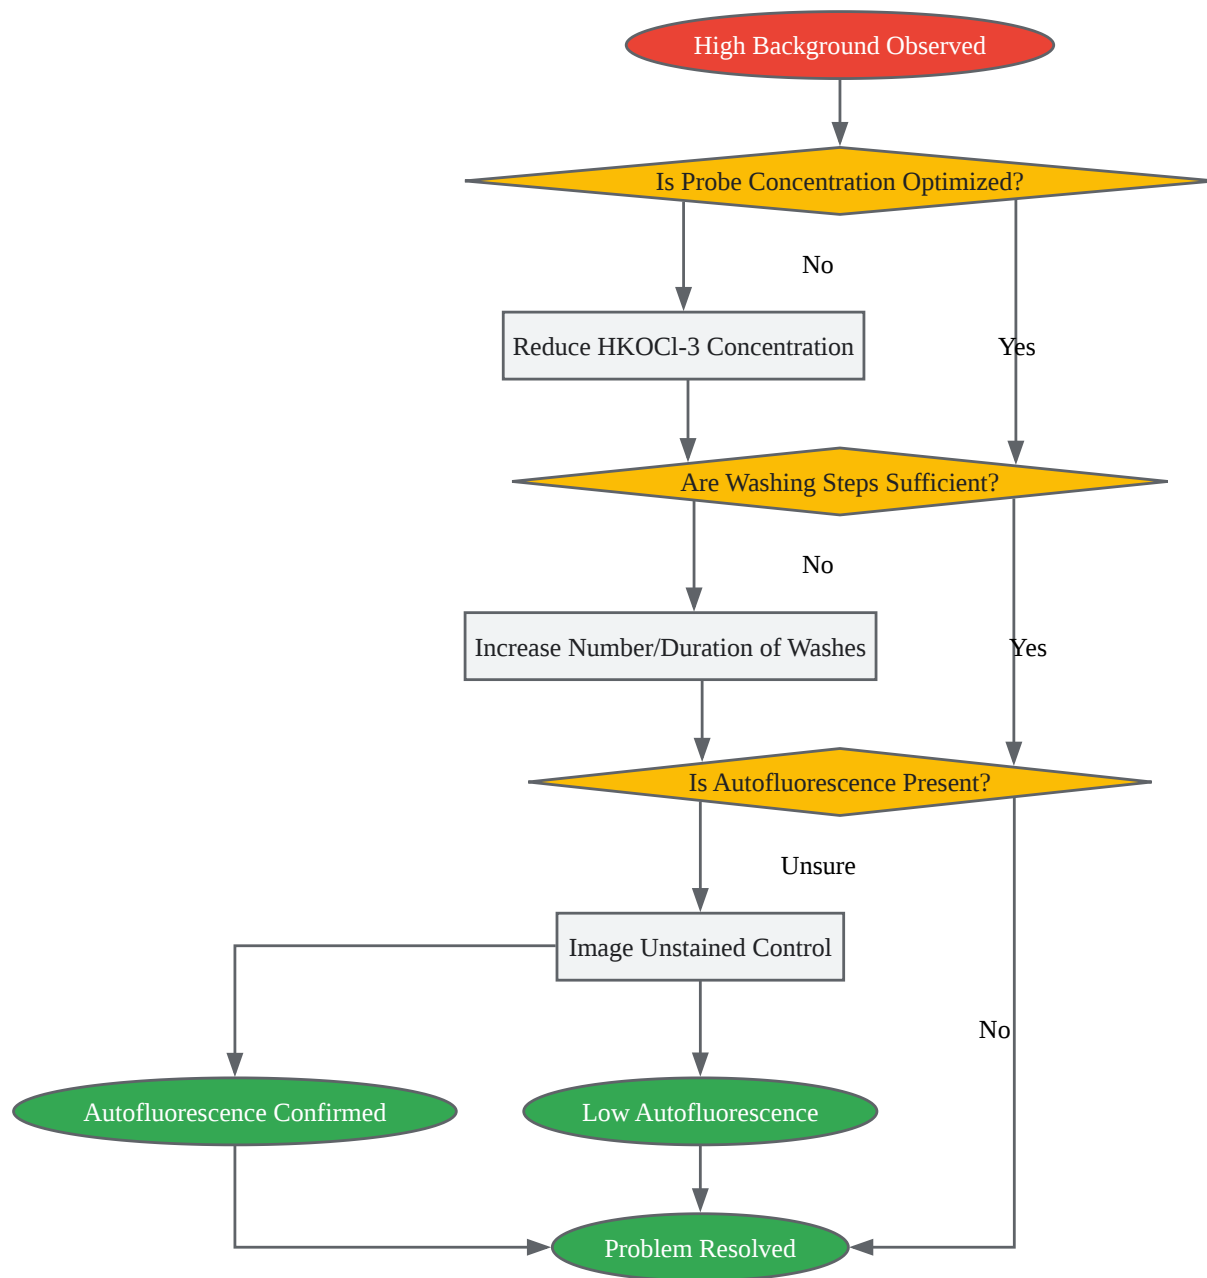 High Background Observed
Is Probe Concentration Optimized?
No
Reduce HKOCl-3 Concentration
Yes
Are Washing Steps Sufficient?
No
Increase Number/Duration of Washes
Yes
Is Autofluorescence Present?
Unsure
Image Unstained Control
No
Autofluorescence Confirmed
Low Autofluorescence
Problem Resolved